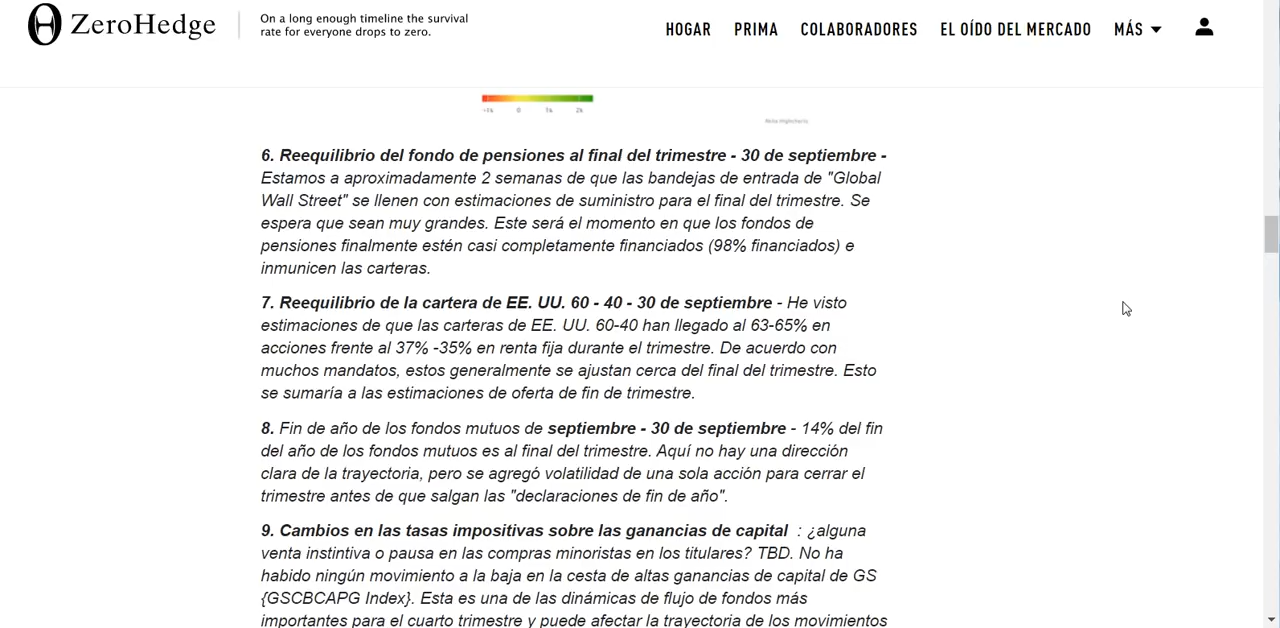 ZeroHedge
On a long enough timeline the survival
rate for everyone drops to zero.
HOGAR PRIMA COLABORADORES EL OÍDO DEL MERCADO MÁS
0
6. Reequilibrio del fondo de pensiones al final del trimestre - 30 de septiembre -
Estamos a aproximadamente 2 semanas de que las bandejas de entrada de "Global
Wall Street" se llenen con estimaciones de suministro para el final del trimestre. Se
espera que sean muy grandes. Este será el momento en que los fondos de
pensiones finalmente estén casi completamente financiados (98% financiados) e
inmunicen las carteras.
7. Reequilibrio de la cartera de EE. UU. 60 - 40 - 30 de septiembre - He visto
estimaciones de que las carteras de EE. UU. 60-40 han llegado al 63-65% en
acciones frente al 37% -35% en renta fija durante el trimestre. De acuerdo con
muchos mandatos, estos generalmente se ajustan cerca del final del trimestre. Esto
se sumaría a las estimaciones de oferta de fin de trimestre.
8. Fin de año de los fondos mutuos de septiembre - 30 de septiembre - 14% del fin
del año de los fondos mutuos es al final del trimestre. Aquí no hay una dirección
clara de la trayectoria, pero se agregó volatilidad de una sola acción para cerrar el
trimestre antes de que salgan las "declaraciones de fin de año".
9. Cambios en las tasas impositivas sobre las ganancias de capital : ¿alguna
venta instintiva o pausa en las compras minoristas en los titulares? TBD. No ha
habido ningún movimiento a la baja en la cesta de altas ganancias de capital de GS
{GSCBCAPG Index}. Esta es una de las dinámicas de flujo de fondos más
importantes para el cuarto trimestre y puede afectar la trayectoria de los movimientos